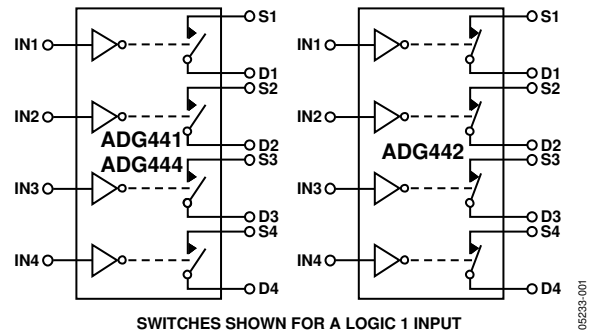 S1
IN1
D1
S2
IN2
D2
ADG441
ADG444
S3
IN3
D3
S4
IN4
D4
S1
IN1
D1
S2
IN2
D2
ADG442
S3
IN3
D3
S4
IN4
D4
SWITCHES SHOWN FOR A LOGIC 1 INPUT
05233-001